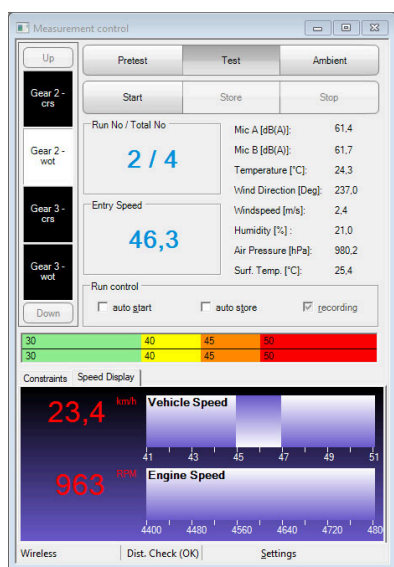 Measurement control
Up
Pretest
Test
Ambient
Gear 2 -
crs
Start
Store
Stop
Gear 2 -
wot
Run No / Total No
2 / 4
Mic A [dB(A)]: 61,4
Mic B [dB(A)]: 61,7
Temperature [°C]: 24,3
Wind Direction [Deg]: 237,0
Gear 3 -
crs
Entry Speed
46,3
Windspeed [m/s]: 2,4
Humidity [%] : 21,0
Air Pressure [hPa]: 980,2
Surf. Temp. [°C]: 25,4
Gear 3 -
wot
Down
Run control
auto start
auto store
recording
30 40 45 50
30 40 45 50
Constraints Speed Display
23,4 km/h
Vehicle Speed
41 43 45 47 49 51
963 RPM
Engine Speed
4400 4480 4560 4640 4720 480
Wireless Dist. Check (OK) Settings